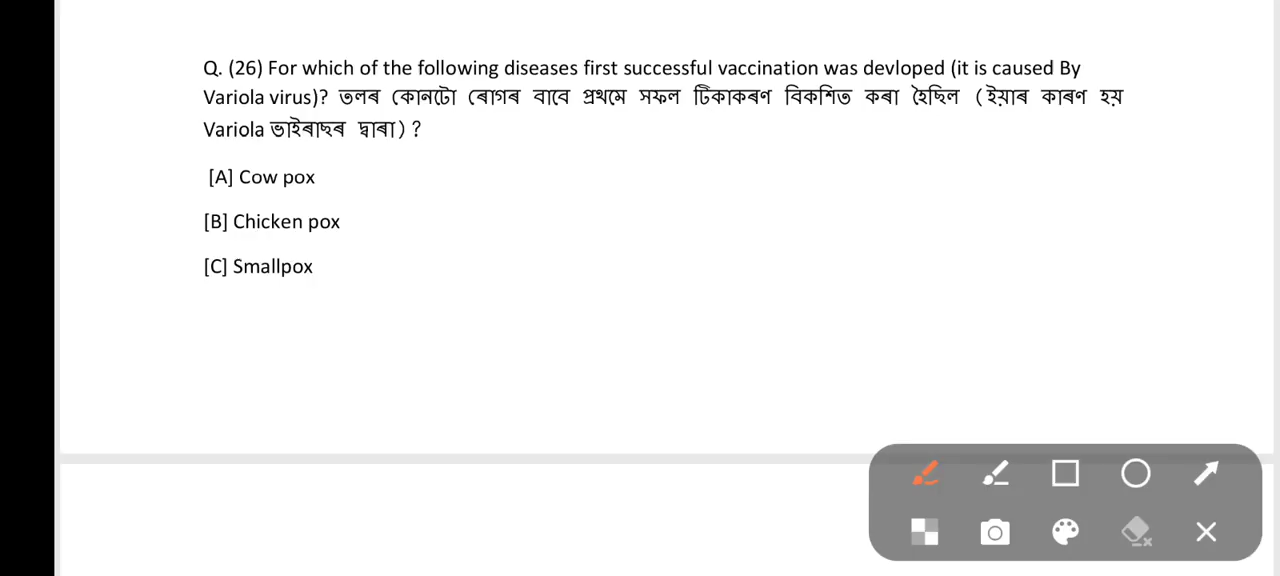 Q. (26) For which of the following diseases first successful vaccination was devloped (it is caused By
Variola virus)? তলৰ কোনটো ৰোগৰ বাবে প্ৰথমে সফল টিকাকৰণ বিকশিত কৰা হৈছিল (ইয়াৰ কাৰণ হয়
Variola ভাইৰাছৰ দ্বাৰা) ?
[A] Cow pox
[B] Chicken pox
[C] Smallpox